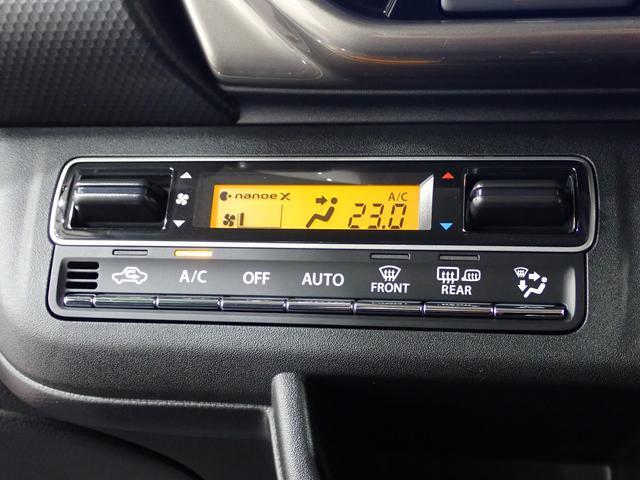 nanoe X
A/C
23.0
A/C OFF AUTO FRONT REAR